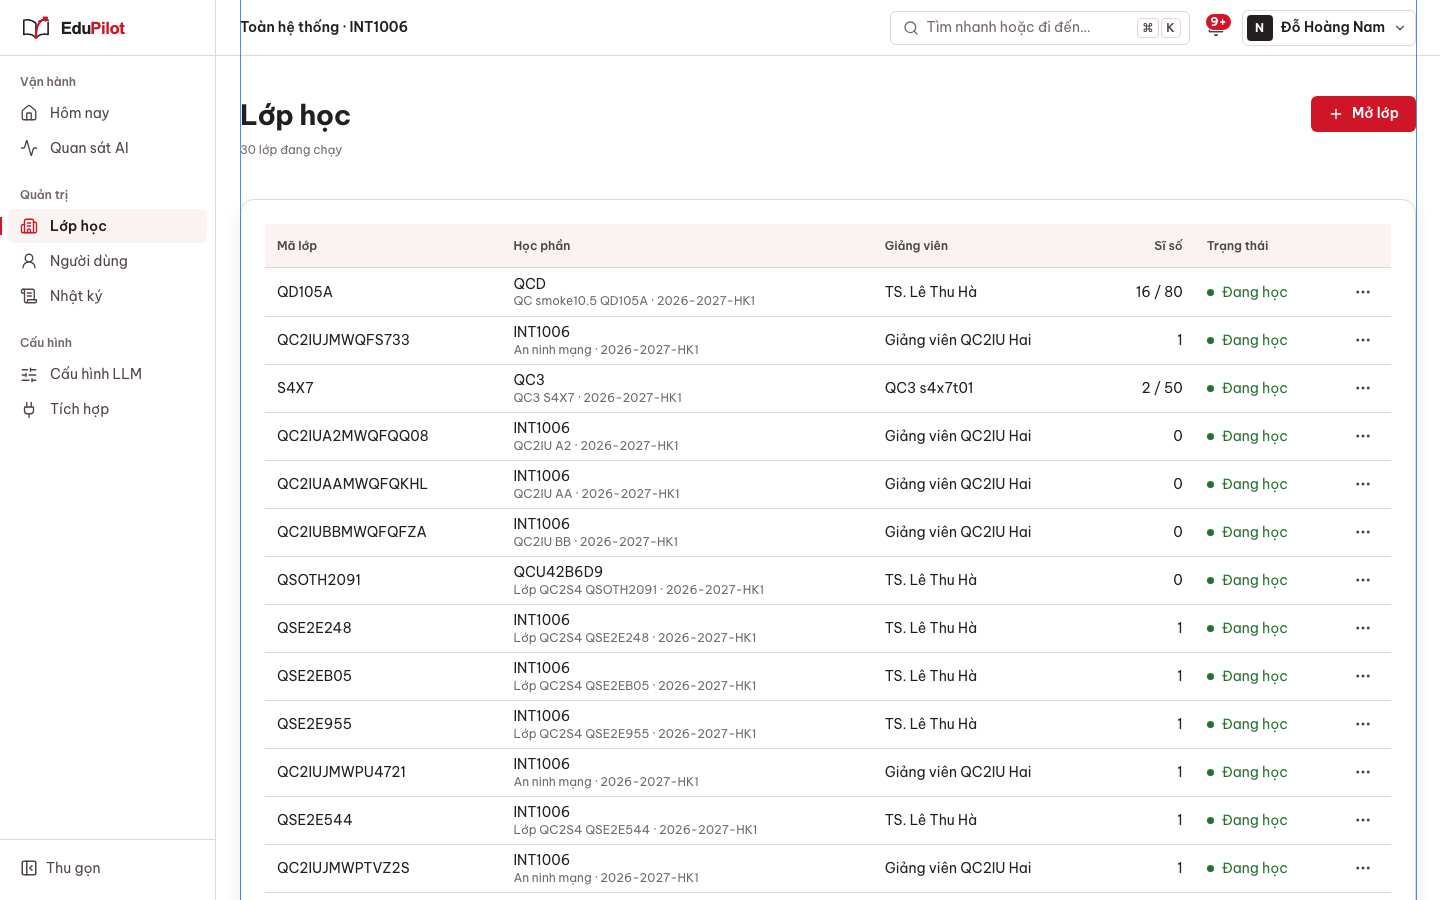 EduPilot
Toàn hệ thống · INT1006
Tìm nhanh hoặc đi đến...
⌘ K
9+
N
Đỗ Hoàng Nam
Vận hành
Hôm nay
Quan sát AI
Quản trị
Lớp học
Người dùng
Nhật ký
Cấu hình
Cấu hình LLM
Tích hợp
Thu gọn
Lớp học
30 lớp đang chạy
+ Mở lớp
Mã lớp Học phần Giảng viên Sĩ số Trạng thái
QD105A QCD TS. Lê Thu Hà 16 / 80 Đang học
QC smoke10.5 QD105A · 2026-2027-HK1
QC2IUJMWQFS733 INT1006 Giảng viên QC2IU Hai 1 Đang học
An ninh mạng · 2026-2027-HK1
S4X7 QC3 QC3 s4x7t01 2 / 50 Đang học
QC3 S4X7 · 2026-2027-HK1
QC2IUA2MWQFQQ08 INT1006 Giảng viên QC2IU Hai 0 Đang học
QC2IU A2 · 2026-2027-HK1
QC2IUAAMWQFQKHL INT1006 Giảng viên QC2IU Hai 0 Đang học
QC2IU AA · 2026-2027-HK1
QC2IUBBMWQFQFZA INT1006 Giảng viên QC2IU Hai 0 Đang học
QC2IU BB · 2026-2027-HK1
QSOTH2091 QCU42B6D9 TS. Lê Thu Hà 0 Đang học
Lớp QC2S4 QSOTH2091 · 2026-2027-HK1
QSE2E248 INT1006 TS. Lê Thu Hà 1 Đang học
Lớp QC2S4 QSE2E248 · 2026-2027-HK1
QSE2EB05 INT1006 TS. Lê Thu Hà 1 Đang học
Lớp QC2S4 QSE2EB05 · 2026-2027-HK1
QSE2E955 INT1006 TS. Lê Thu Hà 1 Đang học
Lớp QC2S4 QSE2E955 · 2026-2027-HK1
QC2IUJMWPU4721 INT1006 Giảng viên QC2IU Hai 1 Đang học
An ninh mạng · 2026-2027-HK1
QSE2E544 INT1006 TS. Lê Thu Hà 1 Đang học
Lớp QC2S4 QSE2E544 · 2026-2027-HK1
QC2IUJMWPTVZ2S INT1006 Giảng viên QC2IU Hai 1 Đang học
An ninh mạng · 2026-2027-HK1